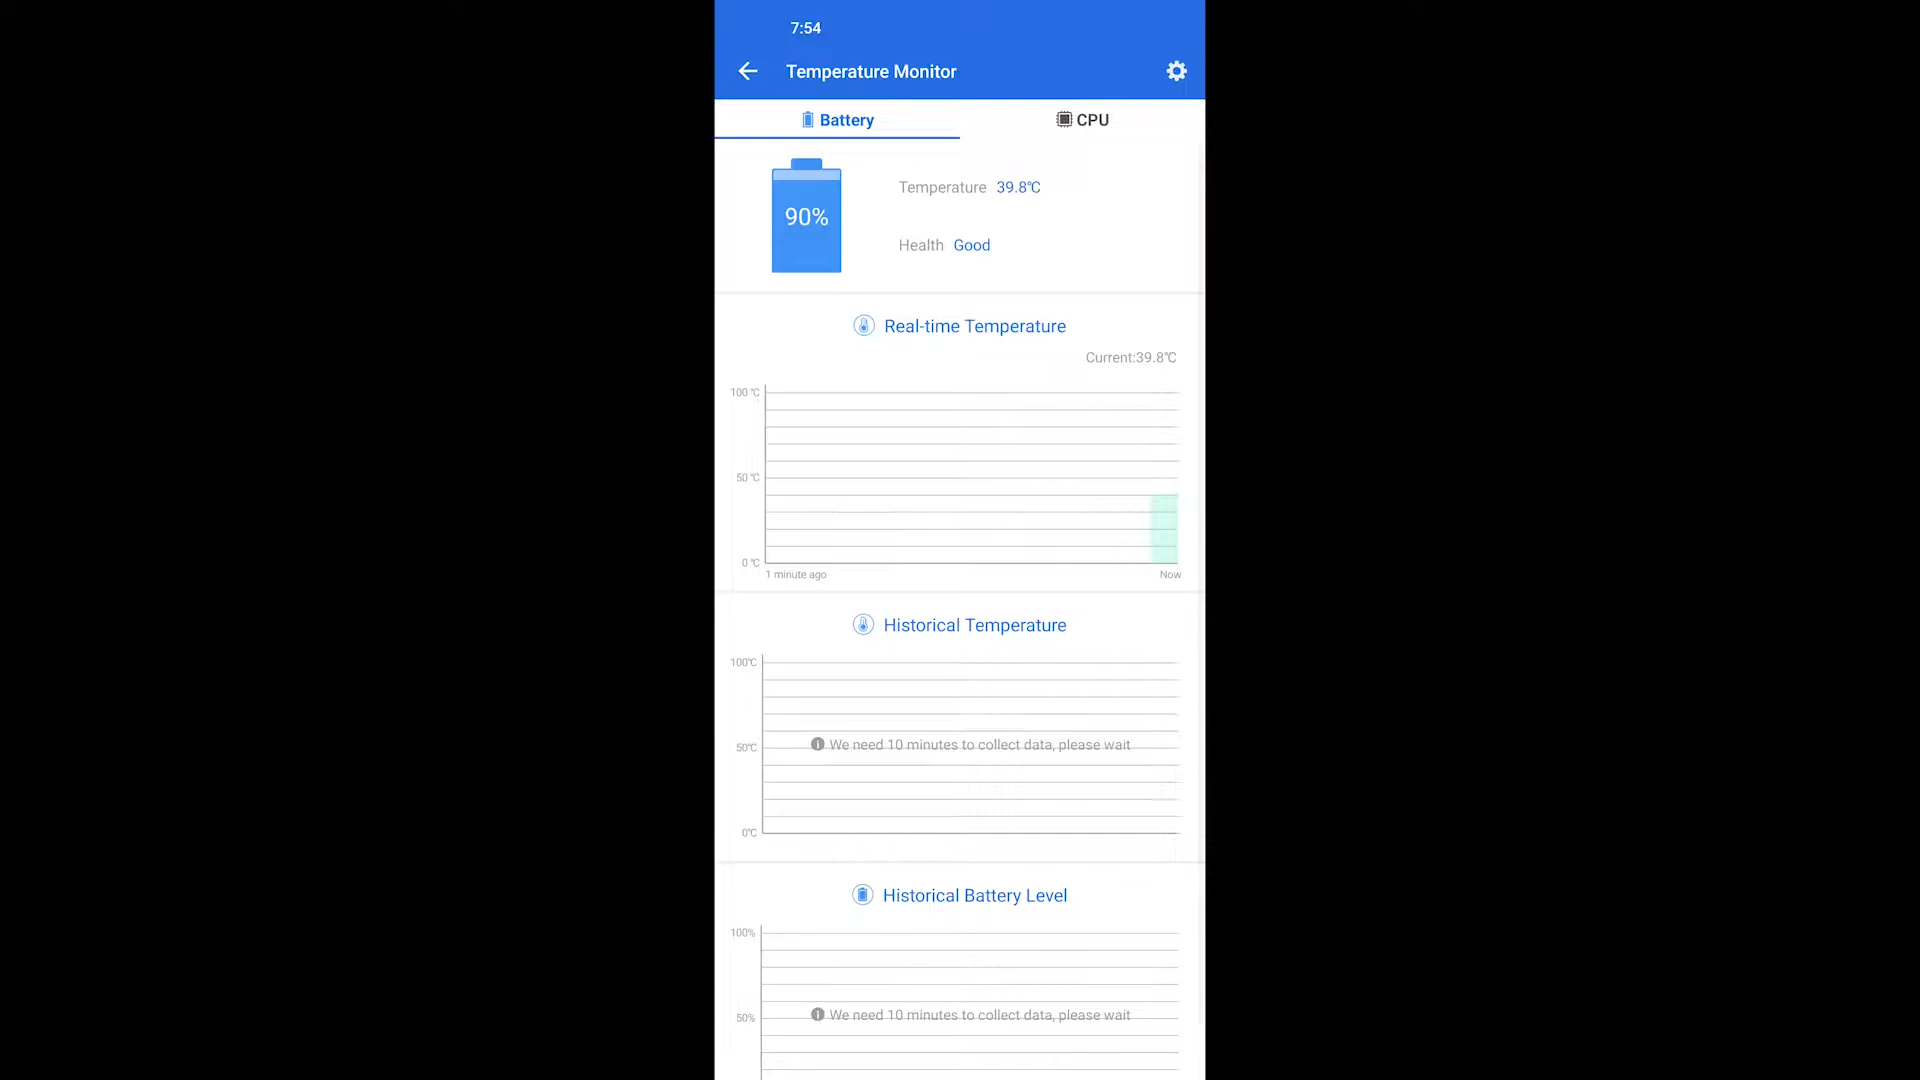 7:54
Temperature Monitor
Battery
CPU
90%
Temperature 39.8℃
Health Good
Real-time Temperature
Current:39.8℃
100 ℃
50 ℃
0 ℃
1 minute ago
Now
Historical Temperature
100℃
50℃
We need 10 minutes to collect data, please wait
0℃
Historical Battery Level
100%
50%
We need 10 minutes to collect data, please wait